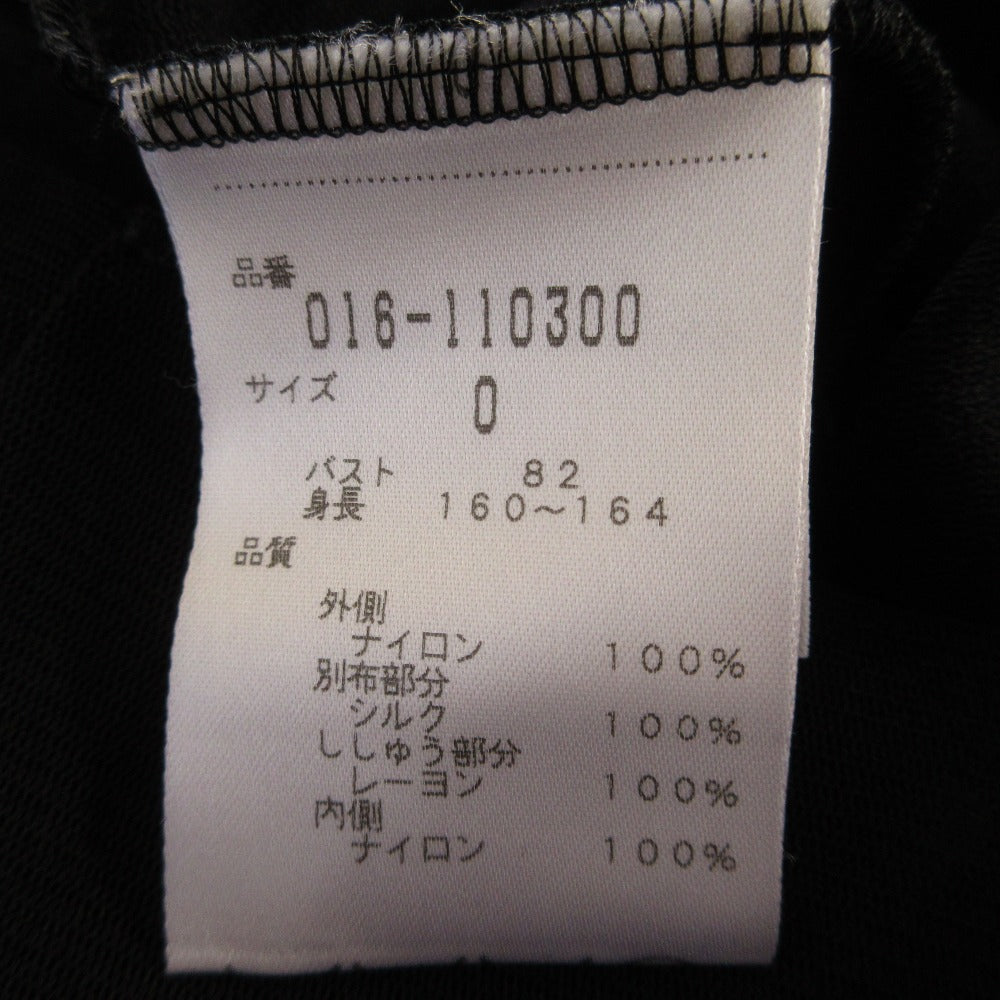 品番
016-110300
サイズ 0
バスト 82
身長 160～164
品質
外側
ナイロン 100%
別布部分
シルク 100%
ししゅう部分
レーヨン 100%
内側
ナイロン 100%